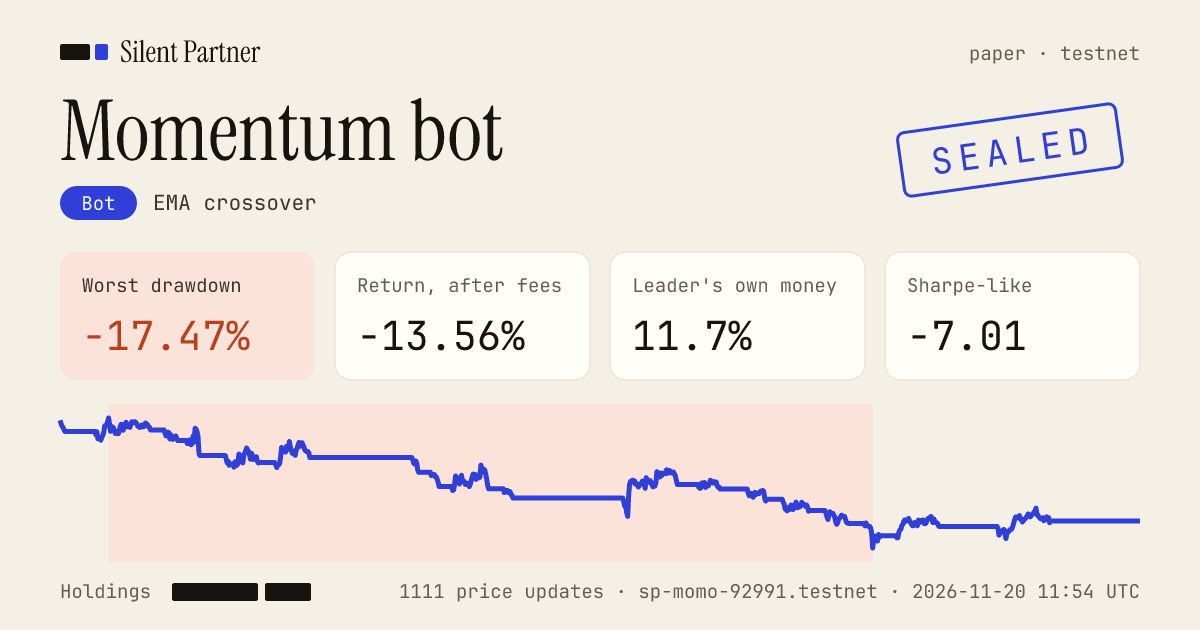 Silent Partner
paper · testnet
Momentum bot
SEALED
Bot
EMA crossover
Worst drawdown
-17.47%
Return, after fees
-13.56%
Leader's own money
11.7%
Sharpe-like
-7.01
Holdings
1111 price updates · sp-momo-92991.testnet · 2026-11-20 11:54 UTC